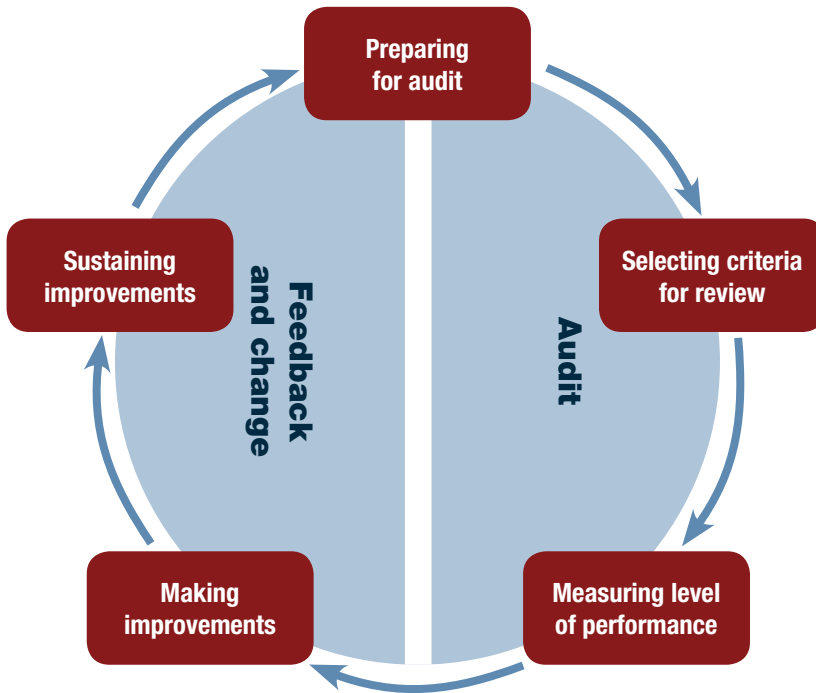 Preparing
for audit
Selecting criteria
for review
Measuring level
of performance
Making
improvements
Sustaining
improvements
Feedback
and change
Audit